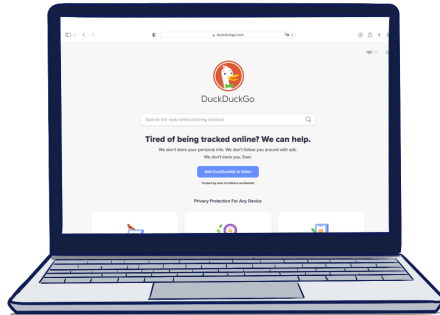 duckduckgo.com
DuckDuckGo
Search the web without being tracked
Tired of being tracked online? We can help.
We don't store your personal info. We don't follow you around with ads.
We don't track you. Ever.
Add DuckDuckGo to Safari
Trusted by tens of millions worldwide!
Privacy Protection For Any Device